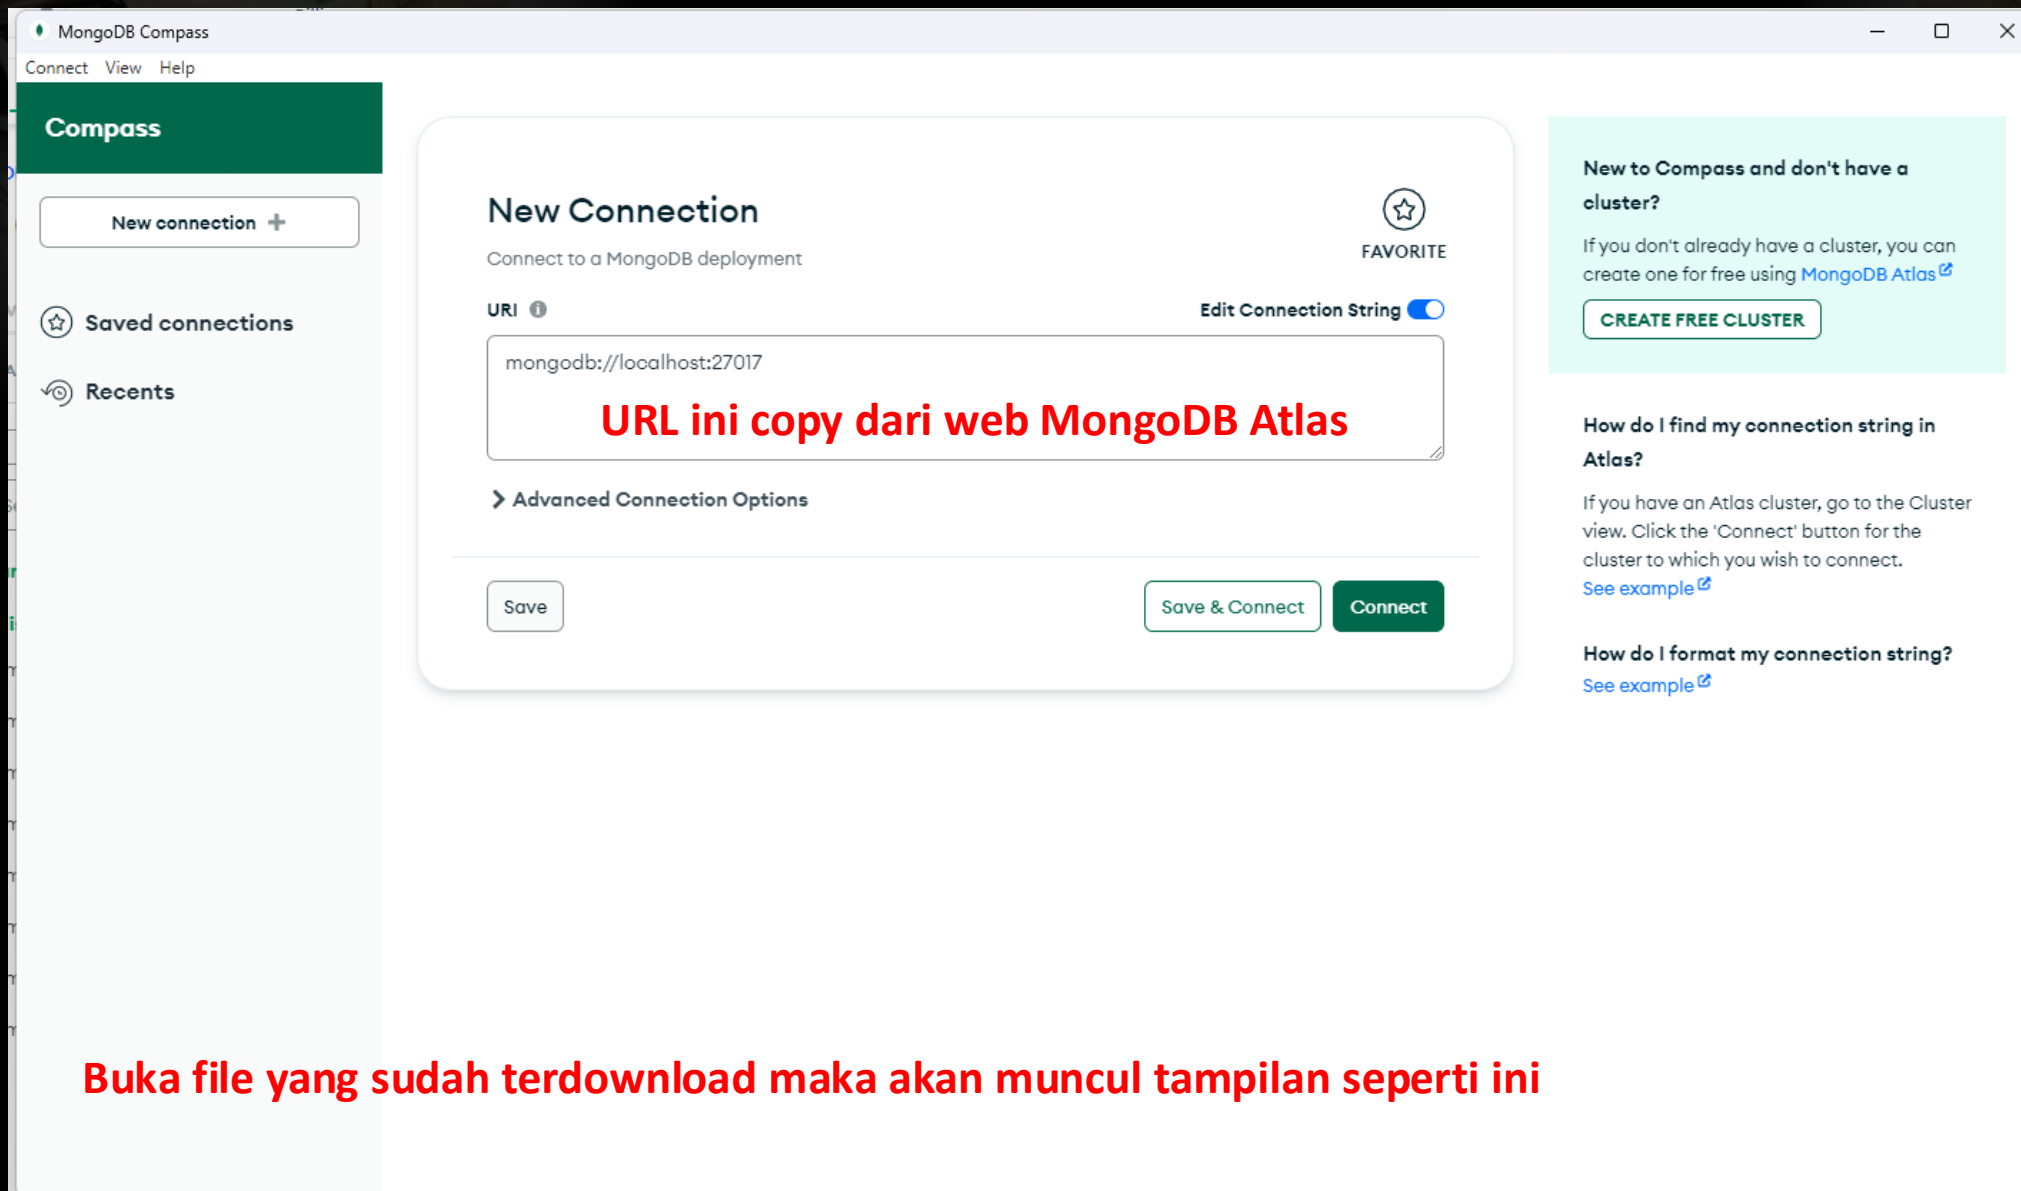 MongoDB Compass
Connect View Help
Compass
New connection +
Saved connections
Recents
New Connection
Connect to a MongoDB deployment
FAVORITE
URI
Edit Connection String
mongodb://localhost:27017
URL ini copy dari web MongoDB Atlas
Advanced Connection Options
Save
Save & Connect
Connect
New to Compass and don't have a
cluster?
If you don't already have a cluster, you can
create one for free using MongoDB Atlas
CREATE FREE CLUSTER
How do I find my connection string in
Atlas?
If you have an Atlas cluster, go to the Cluster
view. Click the 'Connect' button for the
cluster to which you wish to connect.
See example
How do I format my connection string?
See example
Buka file yang sudah terdownload maka akan muncul tampilan seperti ini